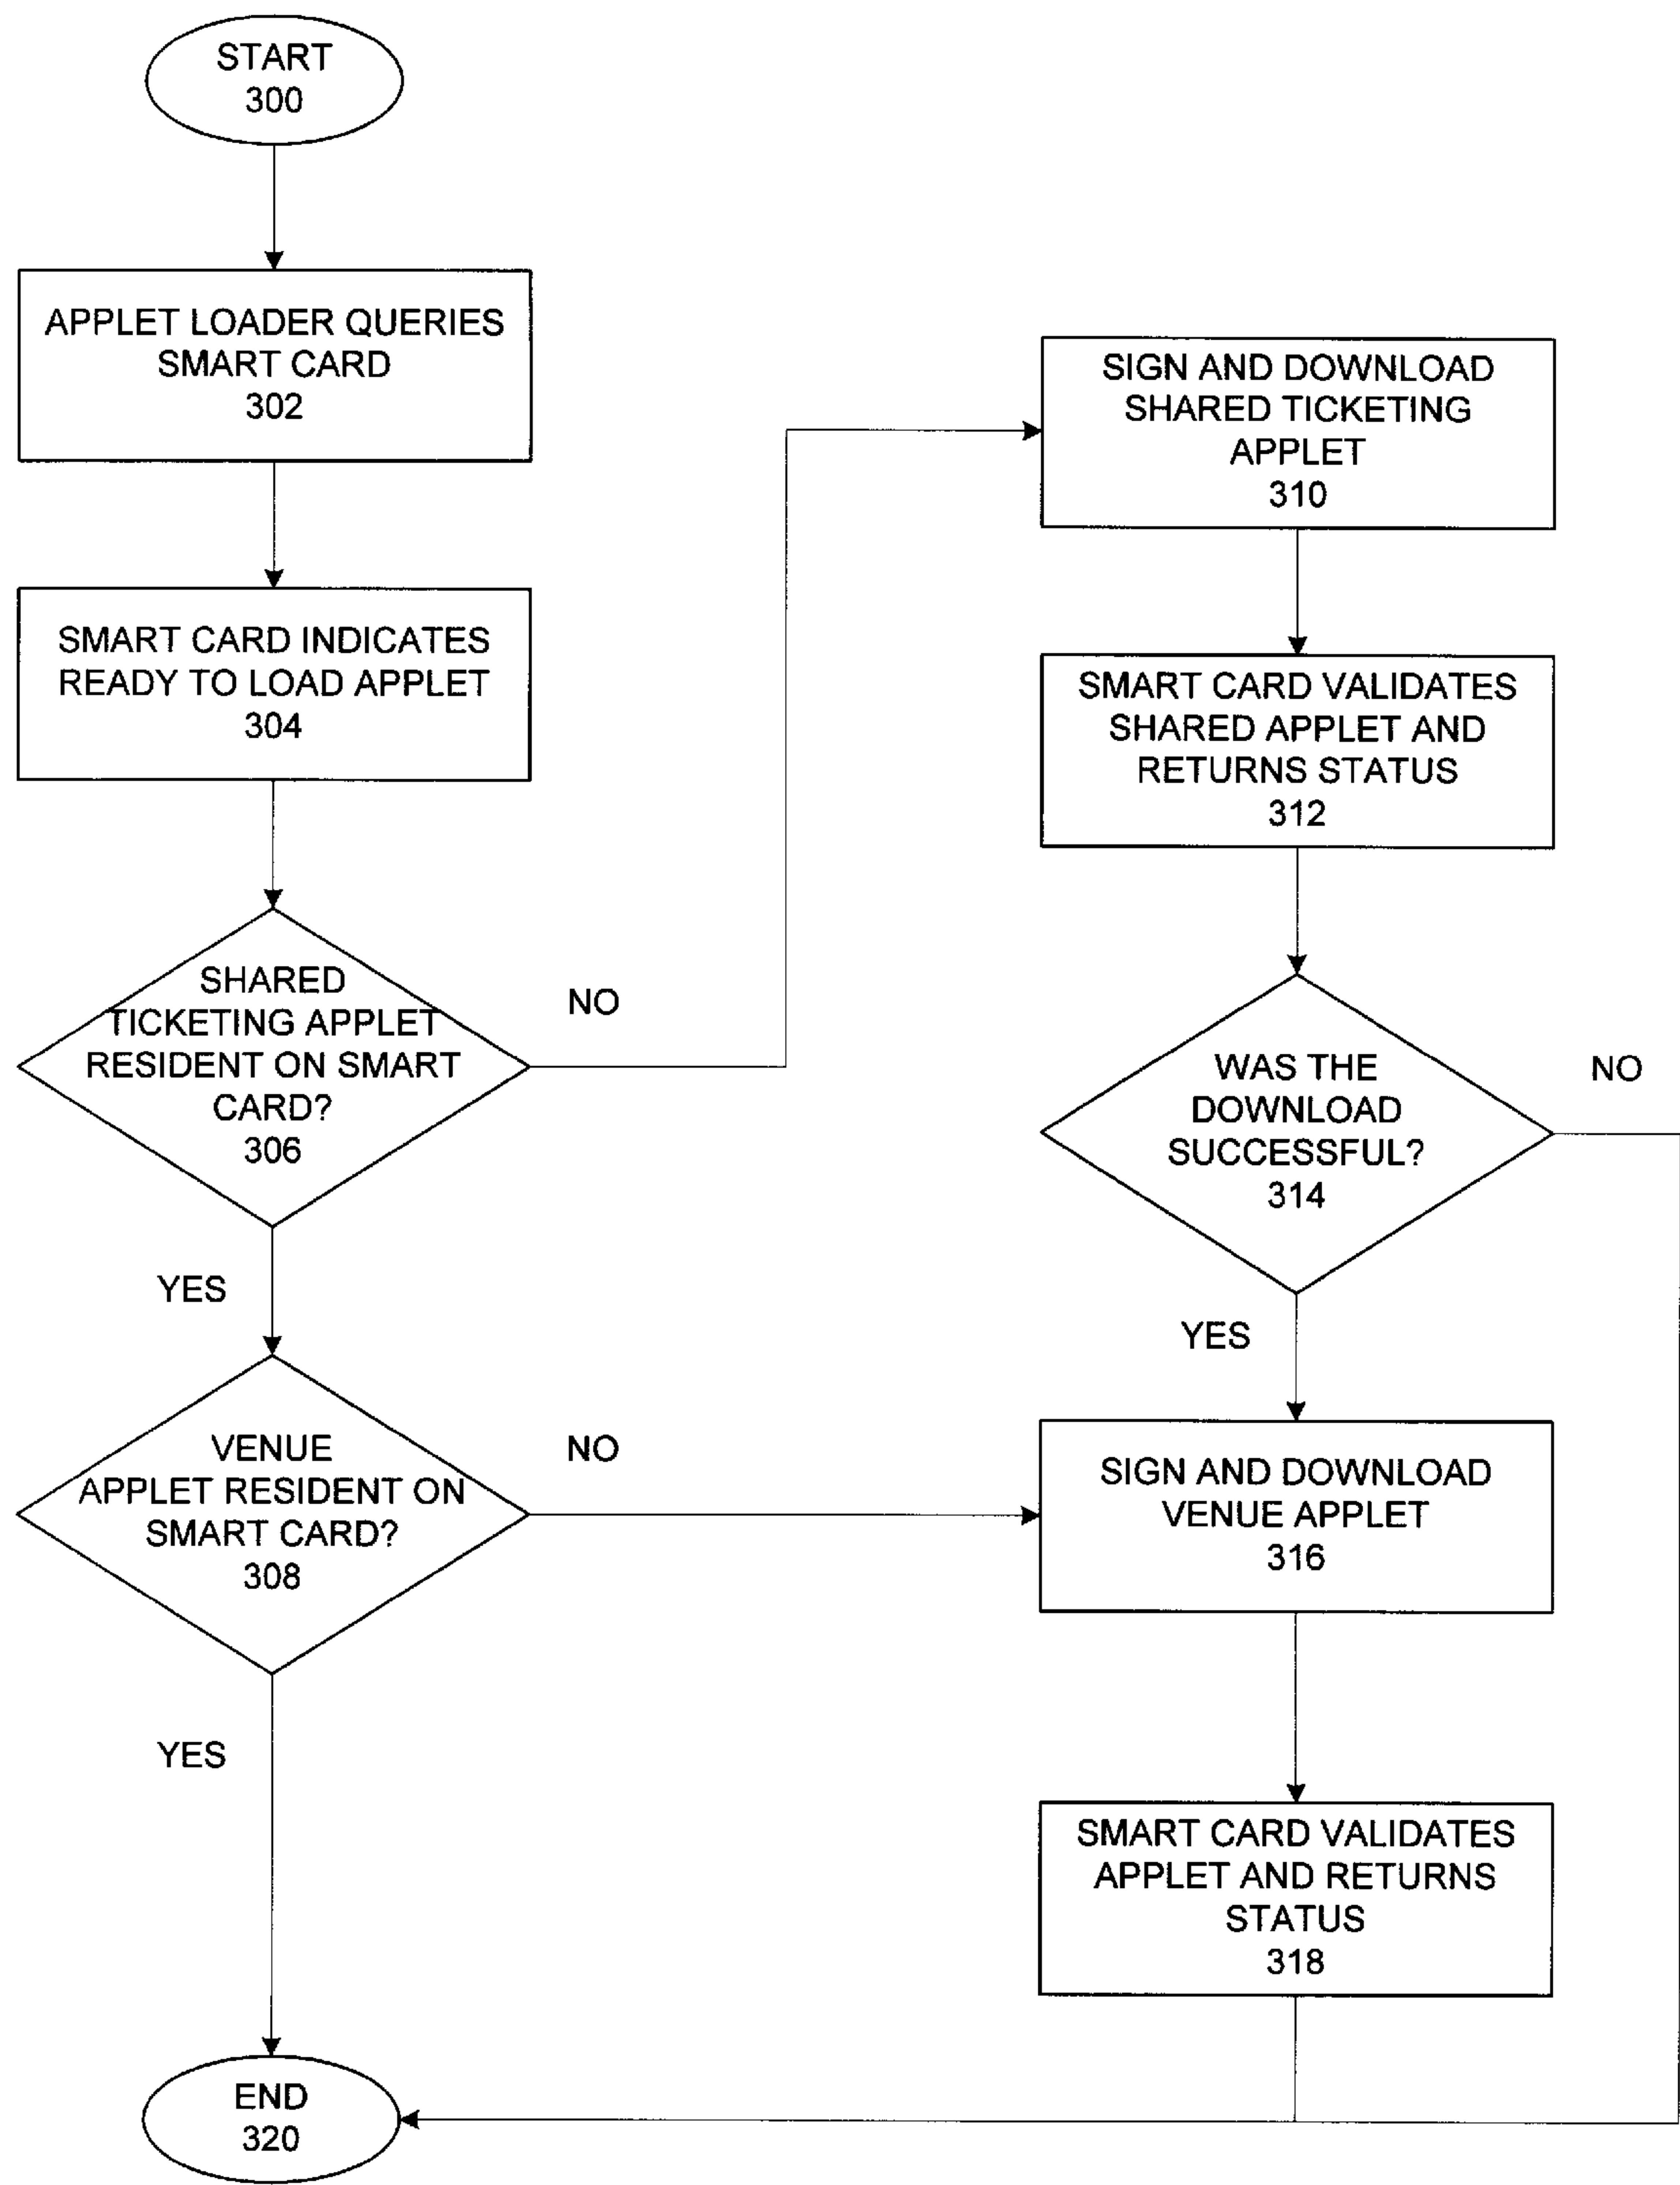 START
300
APPLET LOADER QUERIES
SMART CARD
302
SMART CARD INDICATES
READY TO LOAD APPLET
304
SHARED
TICKETING APPLET
RESIDENT ON SMART
CARD?
306
NO
YES
VENUE
APPLET RESIDENT ON
SMART CARD?
308
NO
YES
END
320
SIGN AND DOWNLOAD
SHARED TICKETING
APPLET
310
SMART CARD VALIDATES
SHARED APPLET AND
RETURNS STATUS
312
WAS THE
DOWNLOAD
SUCCESSFUL?
314
NO
YES
SIGN AND DOWNLOAD
VENUE APPLET
316
SMART CARD VALIDATES
APPLET AND RETURNS
STATUS
318